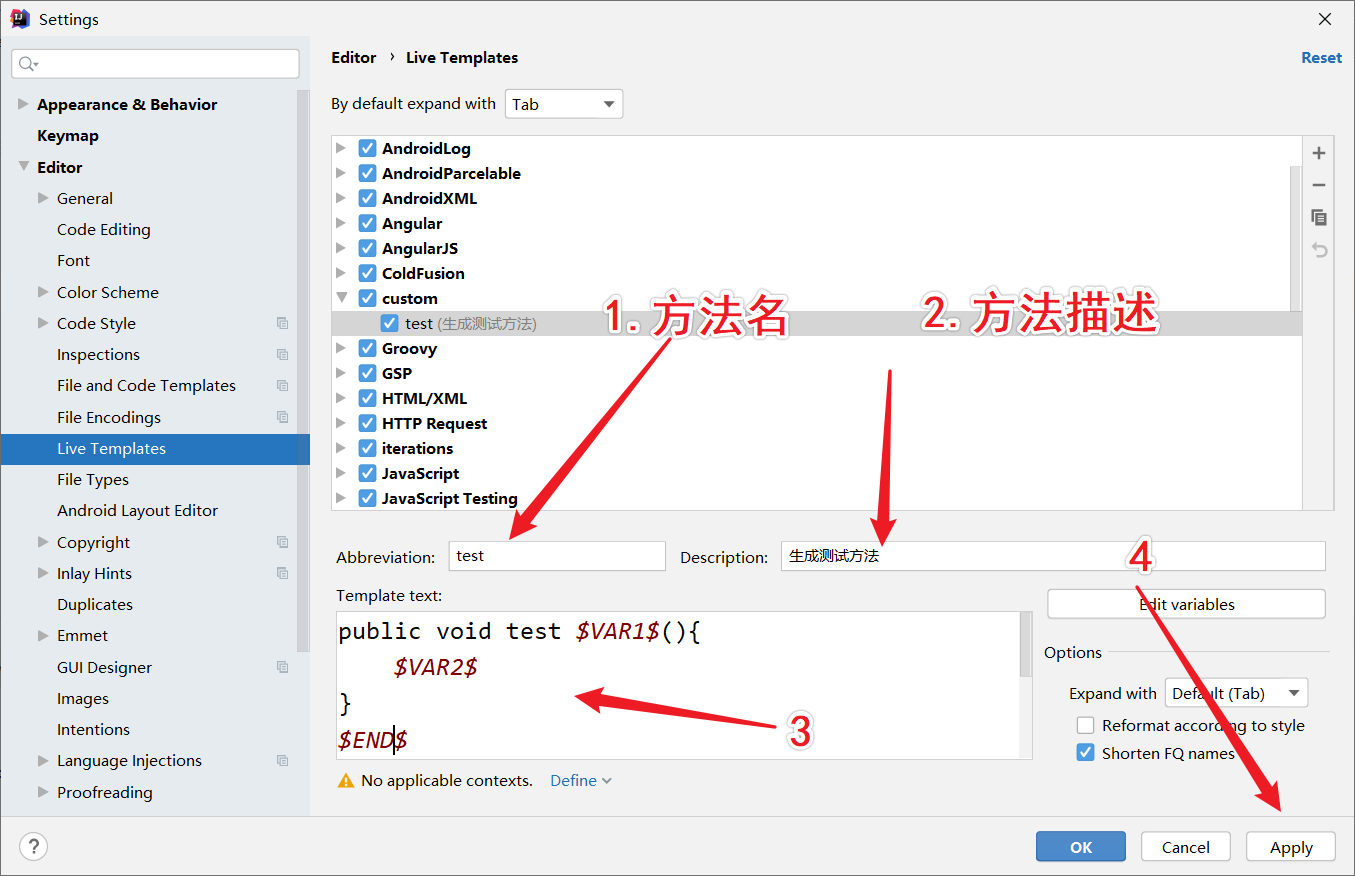 Settings
Editor › Live Templates
Reset
By default expand with Tab
Appearance & Behavior
Keymap
Editor
General
Code Editing
Font
Color Scheme
Code Style
Inspections
File and Code Templates
File Encodings
Live Templates
File Types
Android Layout Editor
Copyright
Inlay Hints
Duplicates
Emmet
GUI Designer
Images
Intentions
Language Injections
Proofreading
AndroidLog
AndroidParcelable
AndroidXML
Angular
AngularJS
ColdFusion
custom
test (生成测试方法)
Groovy
GSP
HTML/XML
HTTP Request
iterations
JavaScript
JavaScript Testing
1. 方法名
2. 方法描述
Abbreviation: test
Description: 生成测试方法
4
Template text:
public void test $VAR1$(){
$VAR2$
}
$END$
3
No applicable contexts. Define
Edit variables
Options
Expand with Default (Tab)
Reformat according to style
Shorten FQ names
?
OK
Cancel
Apply